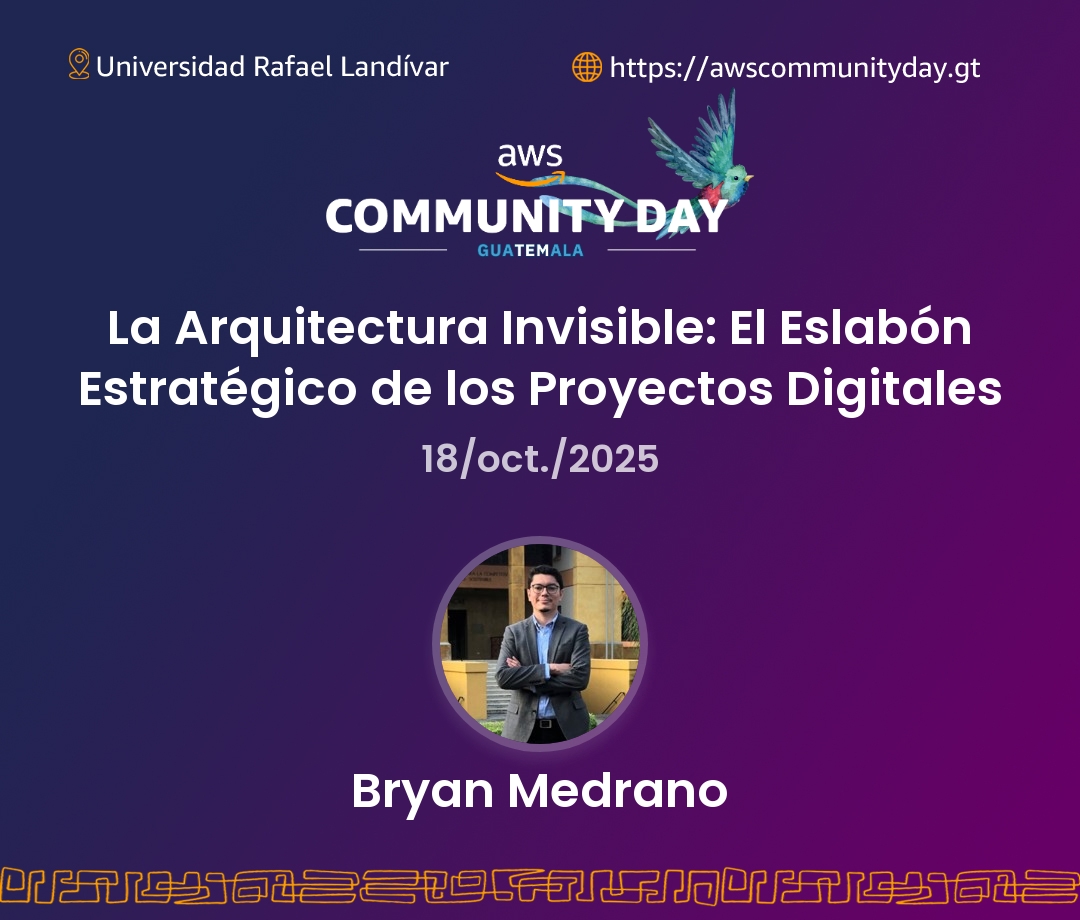 Universidad Rafael Landívar
https://awscommunityday.gt
aws
COMMUNITY DAY
GUATEMALA
La Arquitectura Invisible: El Eslabón
Estratégico de los Proyectos Digitales
18/oct./2025
Bryan Medrano